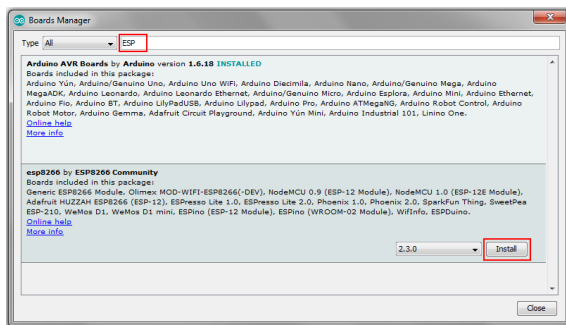 Boards Manager
Type All ESP
Arduino AVR Boards by Arduino version 1.6.18 INSTALLED
Boards included in this package:
Arduino Yún, Arduino/Genuino Uno, Arduino Uno WiFi, Arduino Diecimila, Arduino Nano, Arduino/Genuino Mega, Arduino
MegaADK, Arduino Leonardo, Arduino Leonardo Ethernet, Arduino/Genuino Micro, Arduino Esplora, Arduino Mini, Arduino Ethernet,
Arduino Fio, Arduino BT, Arduino LilyPadUSB, Arduino Lilypad, Arduino Pro, Arduino ATMegaNG, Arduino Robot Control, Arduino
Robot Motor, Arduino Gemma, Adafruit Circuit Playground, Arduino Yún Mini, Arduino Industrial 101, Linino One.
Online help
More info
esp8266 by ESP8266 Community
Boards included in this package:
Generic ESP8266 Module, Olimex MOD-WIFI-ESP8266(-DEV), NodeMCU 0.9 (ESP-12 Module), NodeMCU 1.0 (ESP-12E Module),
Adafruit HUZZAH ESP8266 (ESP-12), ESPresso Lite 1.0, ESPresso Lite 2.0, Phoenix 1.0, Phoenix 2.0, SparkFun Thing, SweetPea
ESP-210, WeMos D1, WeMos D1 mini, ESPino (ESP-12 Module), ESPino (WROOM-02 Module), WifInfo, ESPDuino.
Online help
More info
2.3.0 Install
Close